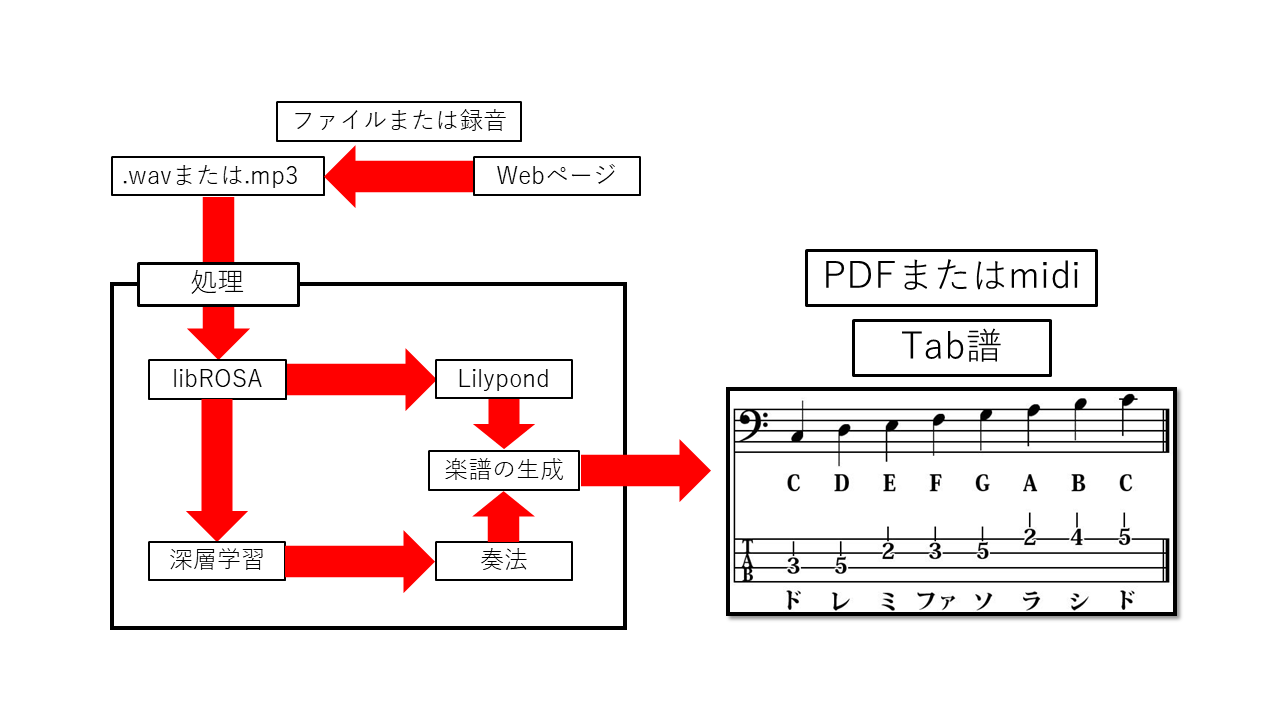 ファイルまたは録音
.wavまたは.mp3
Webページ
処理
libROSA
Lilypond
楽譜の生成
深層学習
奏法
PDFまたはmidi
Tab譜
C D E F G A B C
TAB
3 5 2 3 5 2 4 5
ド レ ミ ファ ソ ラ シ ド